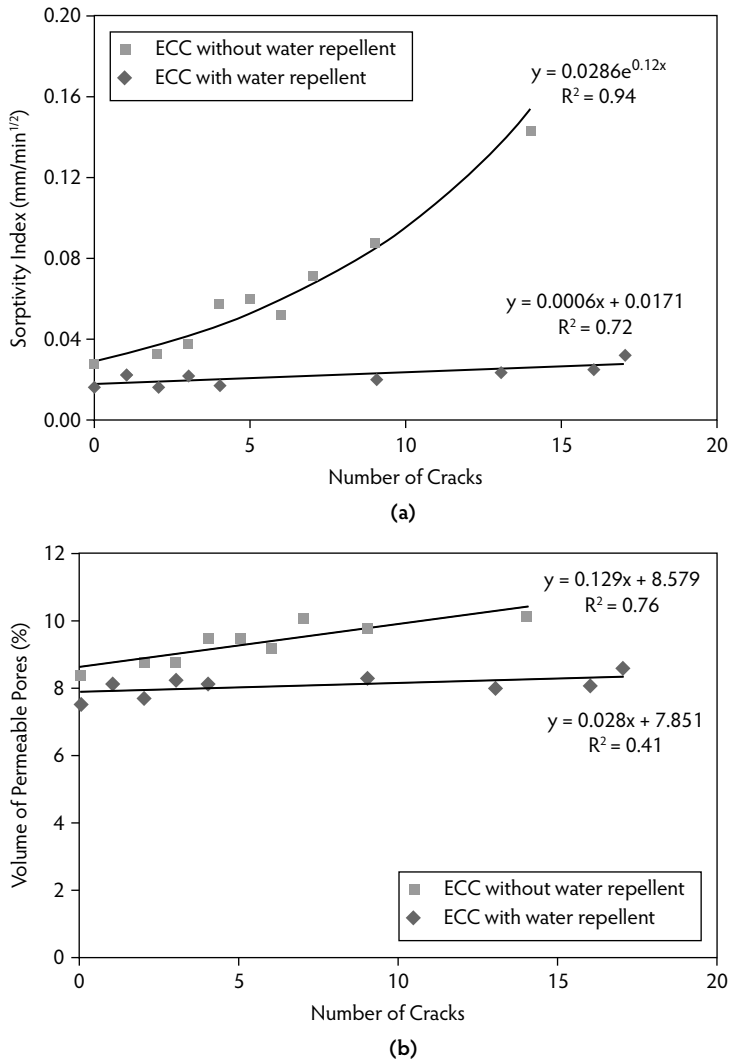 0.20
ECC without water repellent
ECC with water repellent
y = 0.0286e^0.12x
R² = 0.94
0.16
0.12
Sorptivity Index (mm/min^1/2)
0.08
y = 0.0006x + 0.0171
R² = 0.72
0.04
0.00
0 5 10 15 20
Number of Cracks
(a)
12
y = 0.129x + 8.579
R² = 0.76
10
8
Volume of Permeable Pores (%)
y = 0.028x + 7.851
R² = 0.41
6
4
ECC without water repellent
ECC with water repellent
2
0
0 5 10 15 20
Number of Cracks
(b)